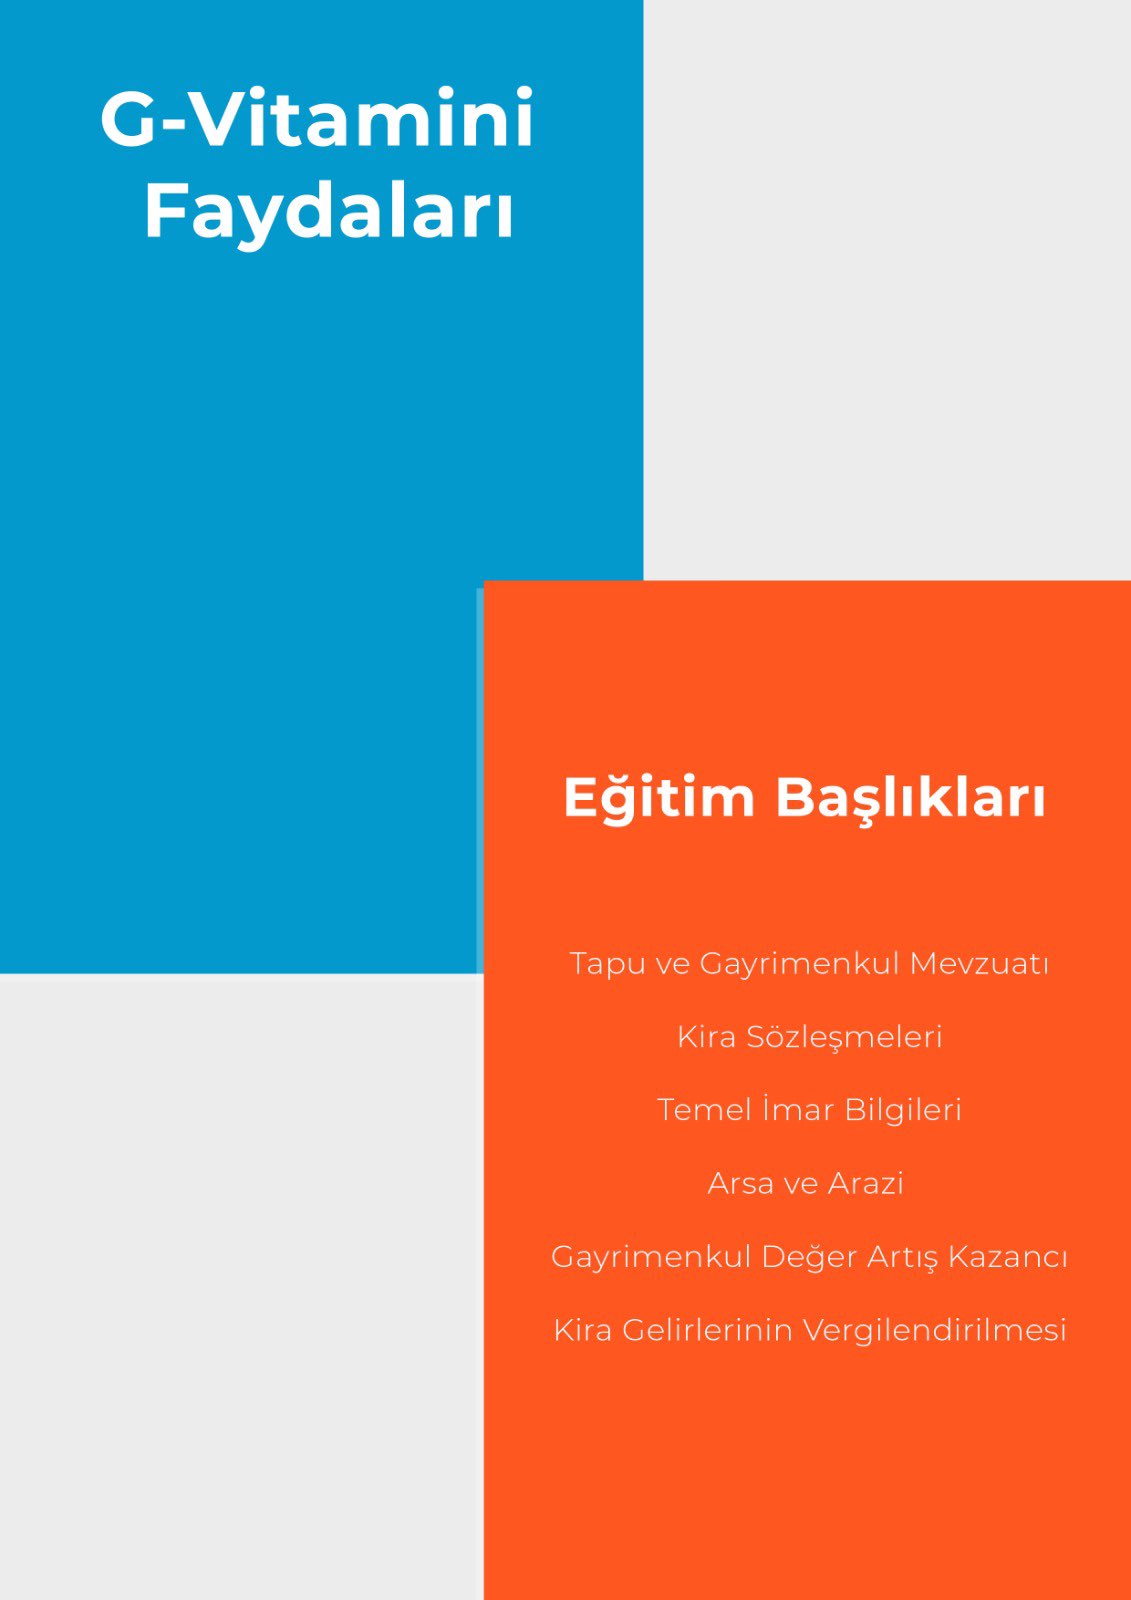 G-Vitamini
Faydaları
Eğitim Başlıkları
Tapu ve Gayrimenkul Mevzuatı
Kira Sözleşmeleri
Temel İmar Bilgileri
Arsa ve Arazi
Gayrimenkul Değer Artış Kazancı
Kira Gelirlerinin Vergilendirilmesi